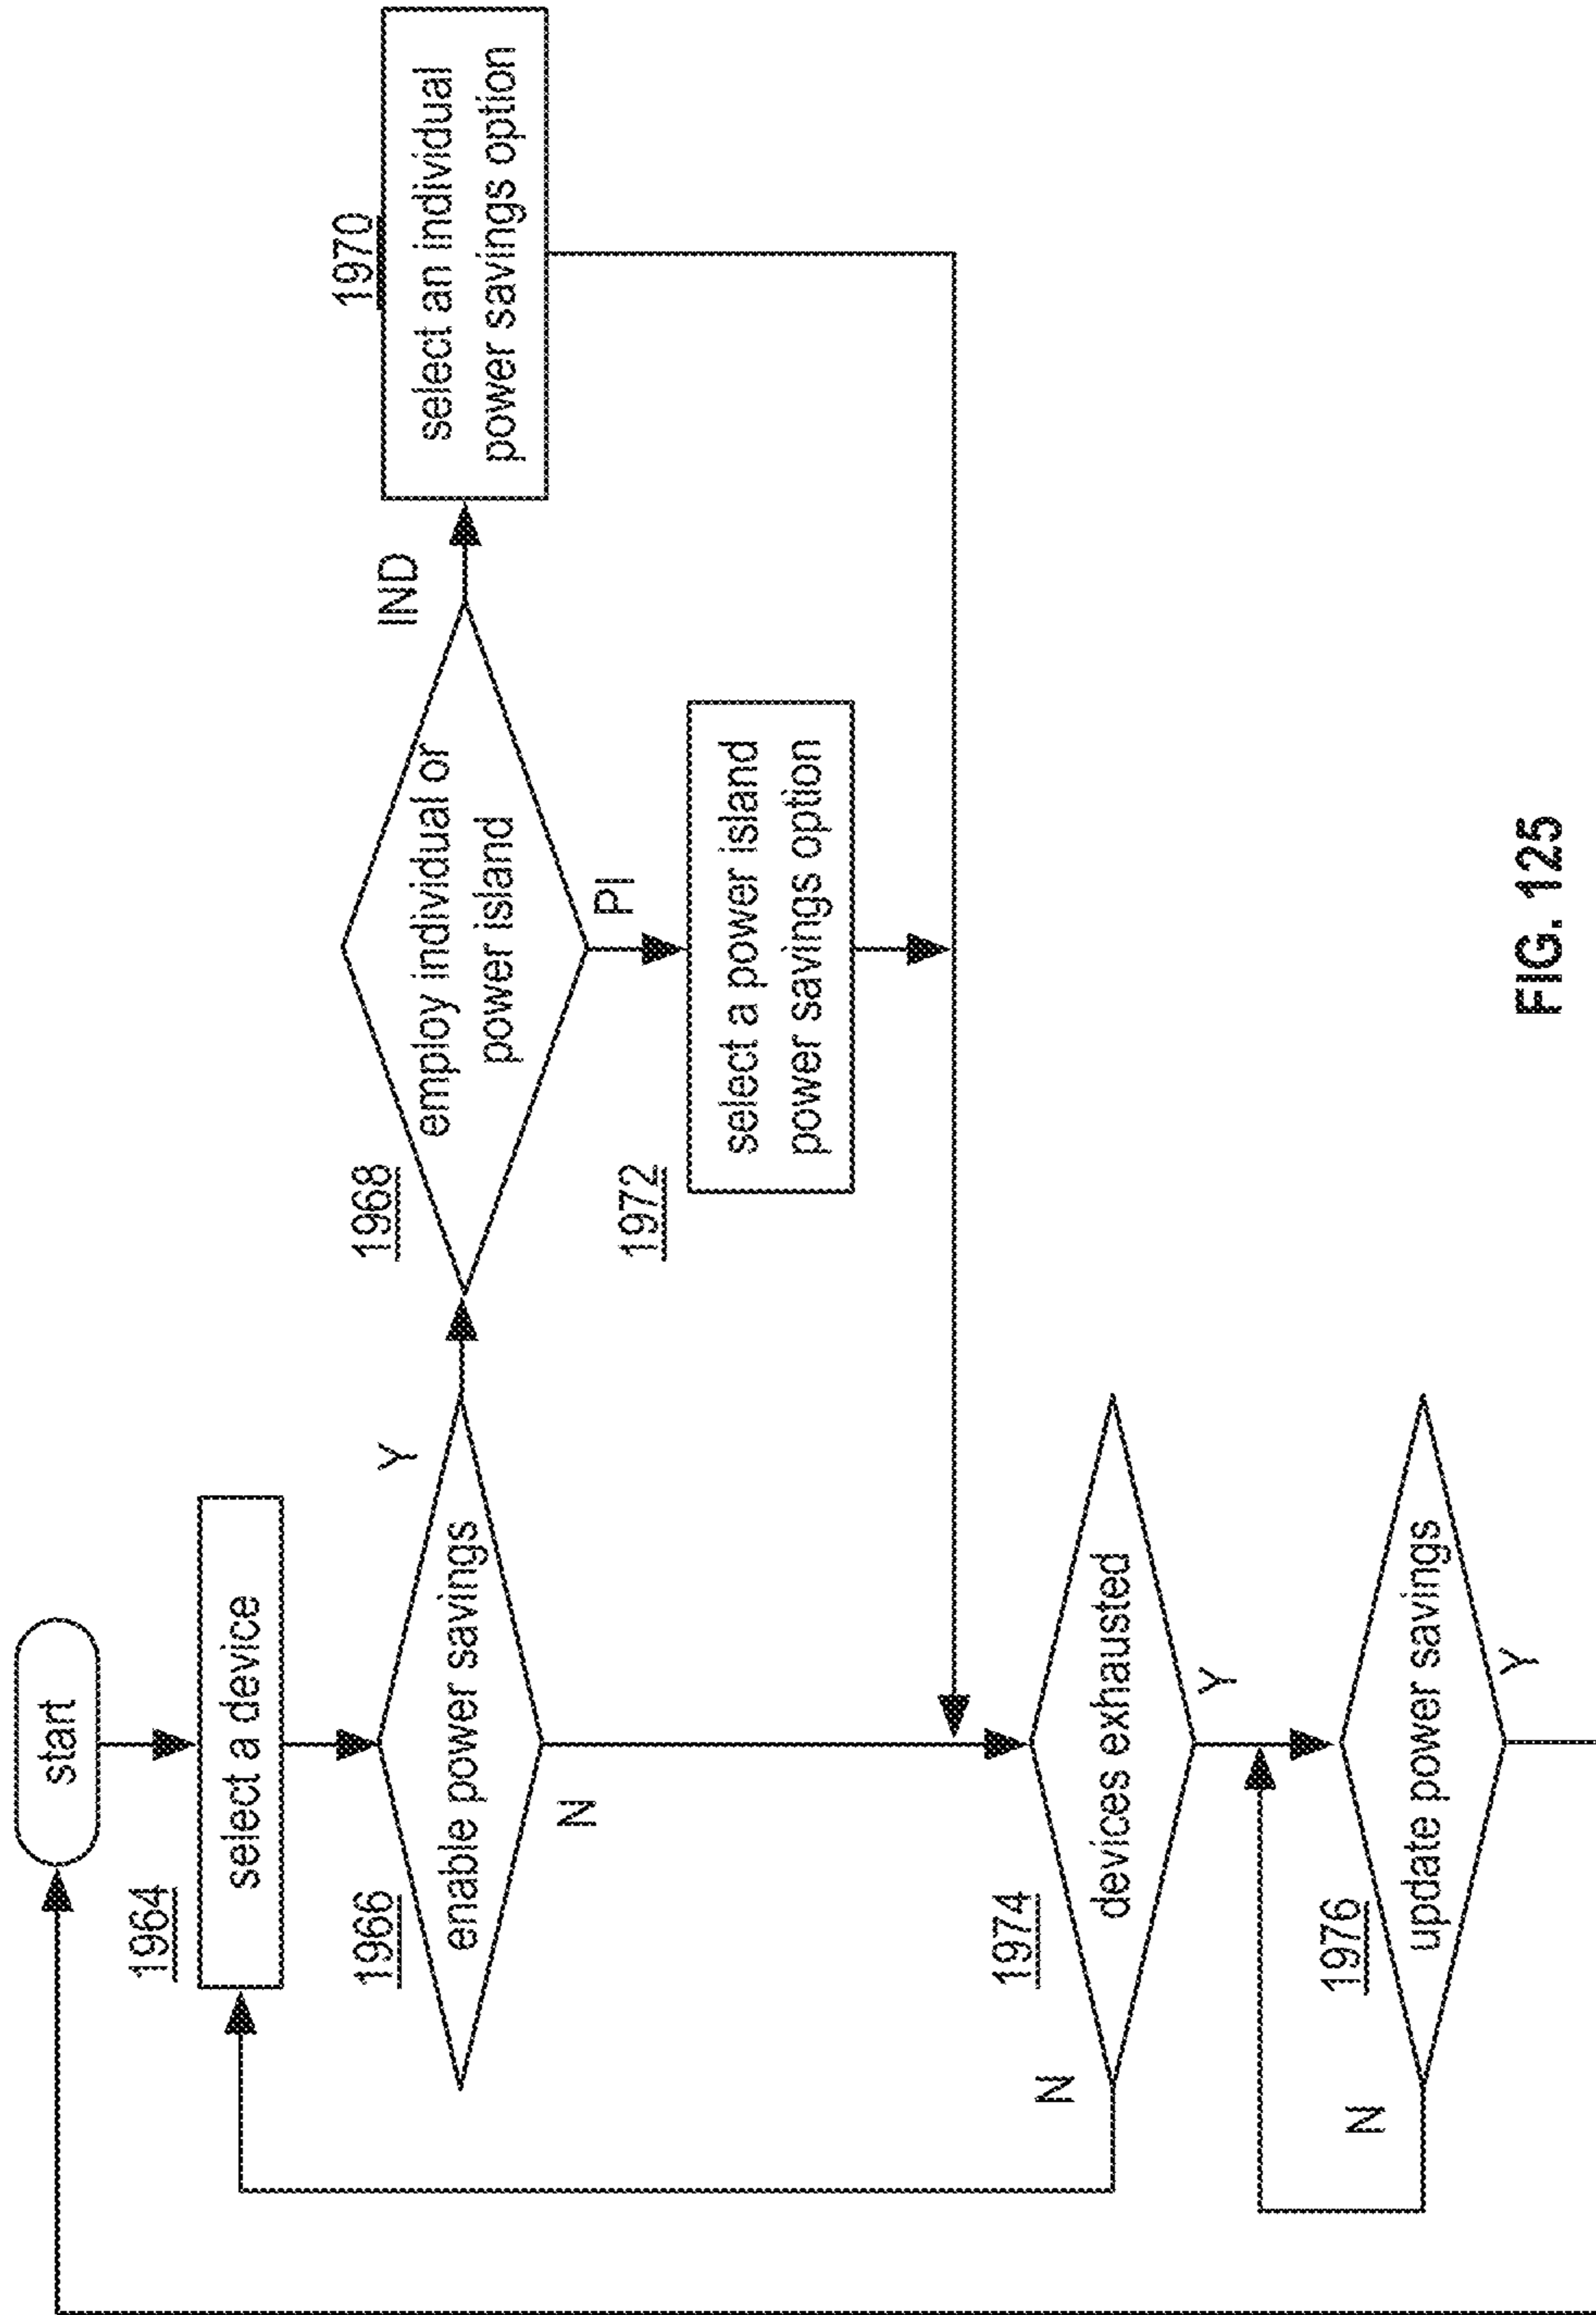 start
1964
select a device
1966
enable power savings
Y
N
1968
employ individual or
power island
IND
PI
1970
select an individual
power savings option
1972
select a power island
power savings option
1974
devices exhausted
N
Y
1976
update power savings
N
Y
FIG. 125